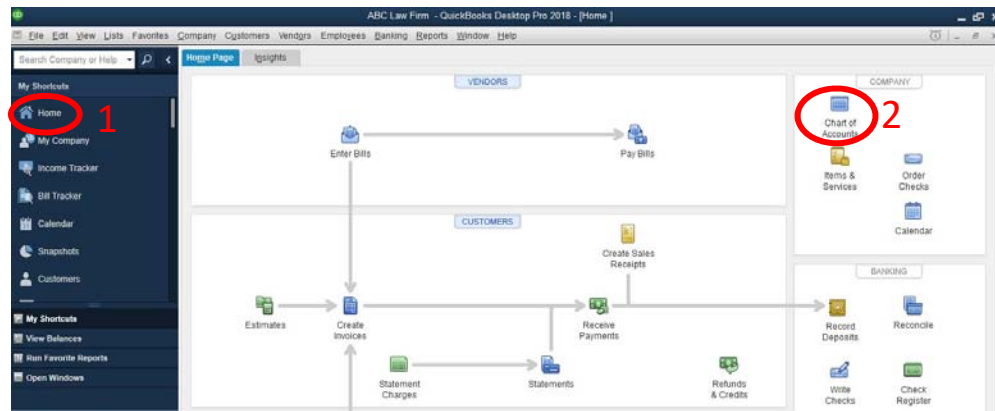 ABC Law Firm - QuickBooks Desktop Pro 2018 - [Home ]
File Edit View Lists Favorites Company Customers Vendors Employees Banking Reports Window Help
Search Company or Help
Home Page Insights
My Shortcuts
Home
1
My Company
Income Tracker
Bill Tracker
Calendar
Snapshots
Customers
My Shortcuts
View Balances
Run Favorite Reports
Open Windows
VENDORS
Enter Bills
Pay Bills
CUSTOMERS
Create Sales
Receipts
Estimates
Create
Invoices
Receive
Payments
Statement
Charges
Statements
Refunds
& Credits
COMPANY
Chart of
Accounts
2
Items &
Services
Order
Checks
Calendar
BANKING
Record
Deposits
Reconcile
Write
Checks
Check
Register